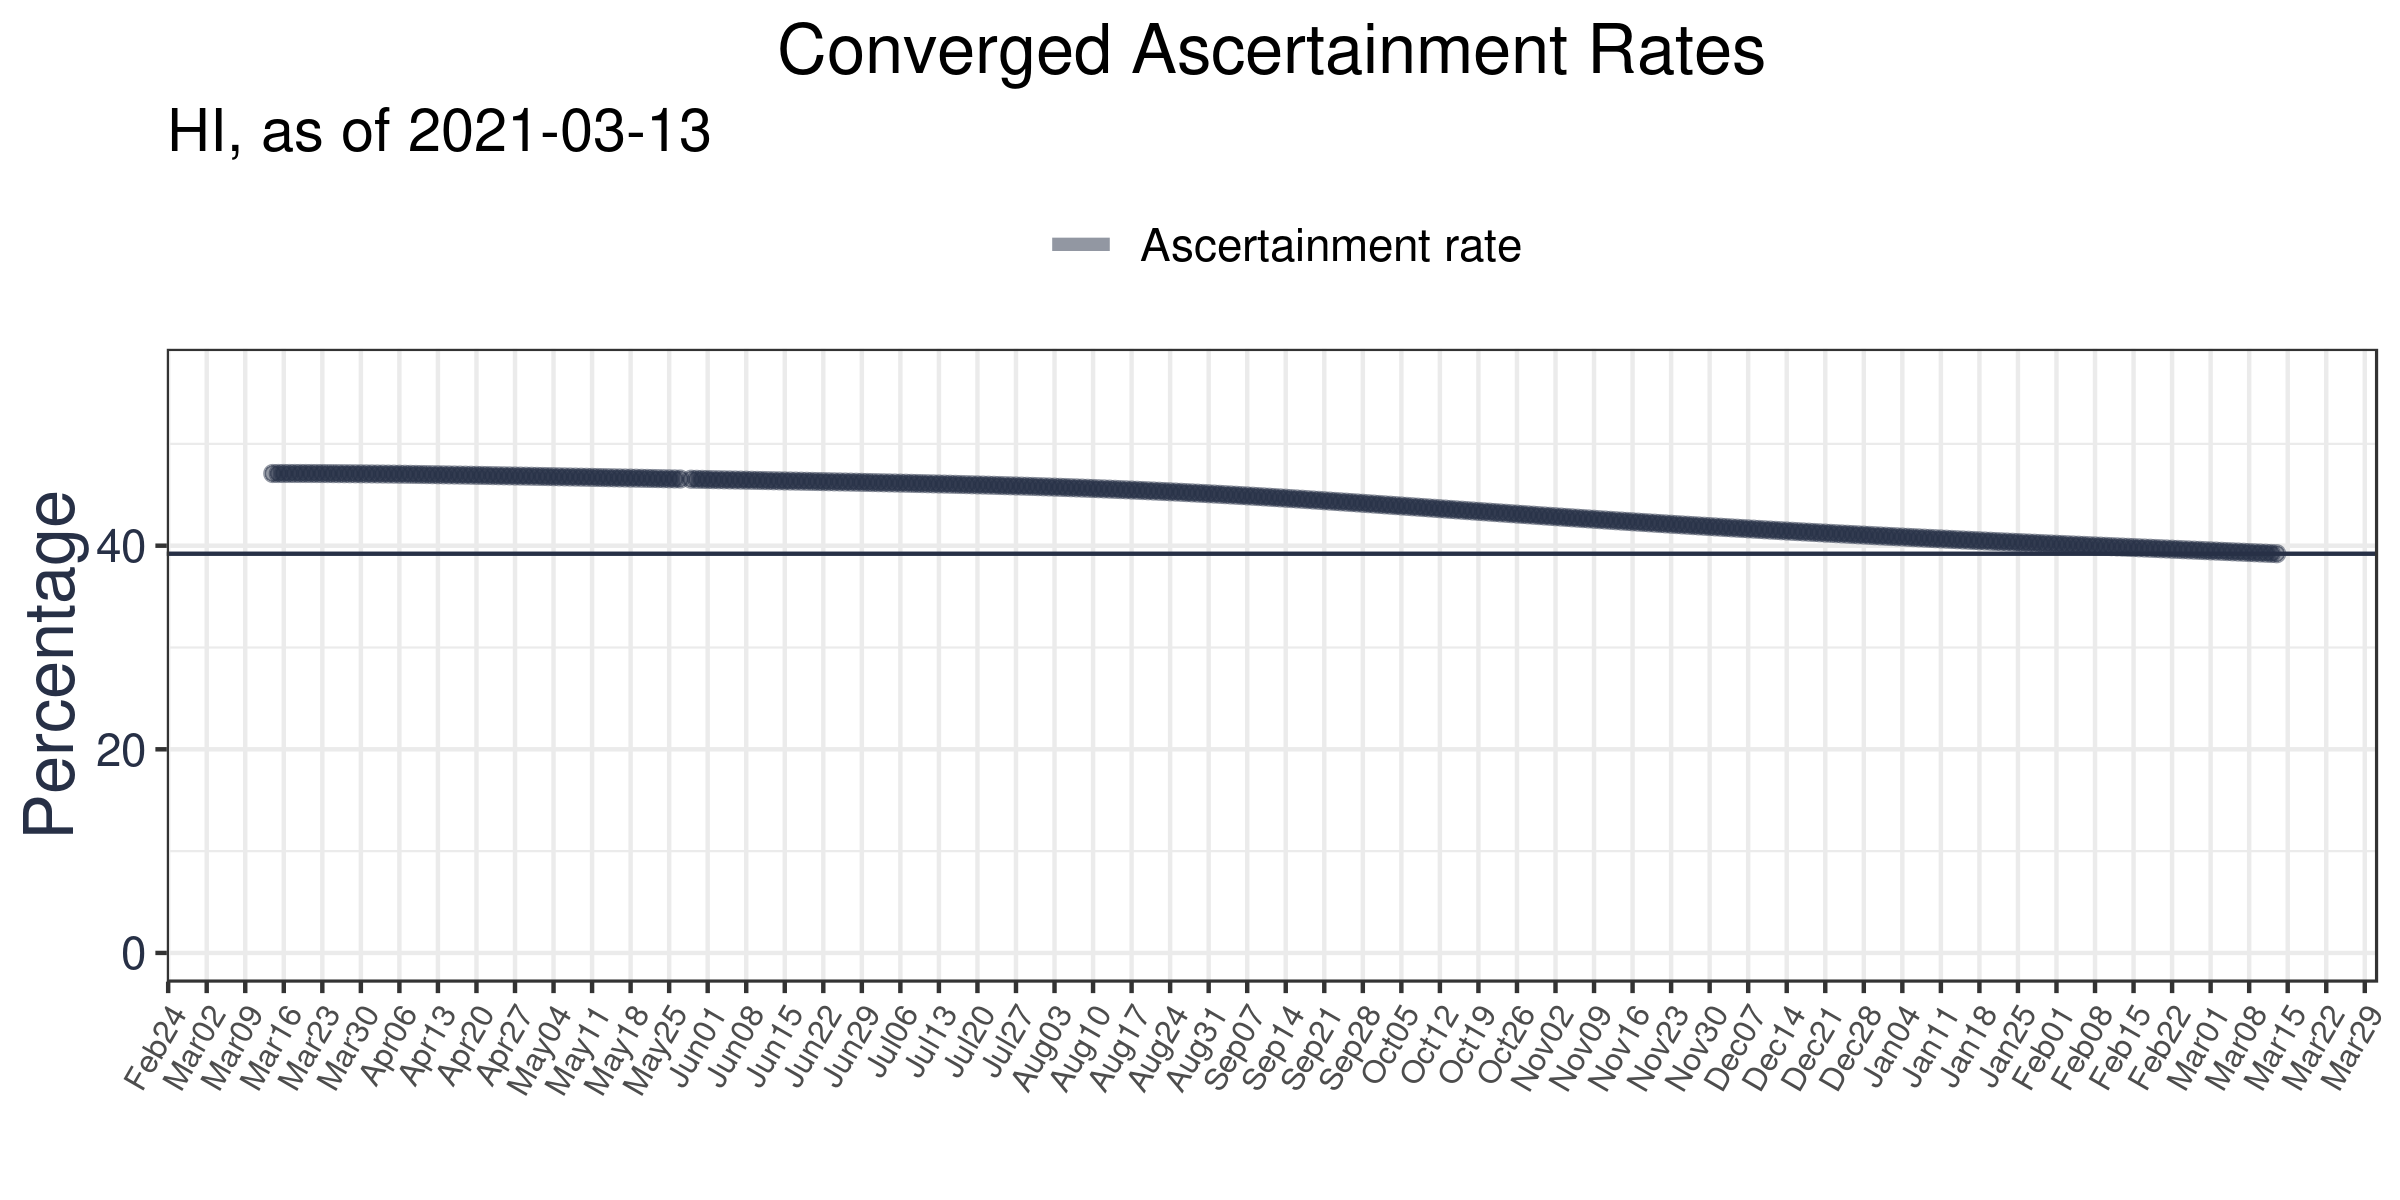 Converged Ascertainment Rates
HI, as of 2021-03-13
Ascertainment rate
Percentage
40
20
0
Feb24
Mar02
Mar09
Mar16
Mar23
Mar30
Apr06
Apr13
Apr20
Apr27
May04
May11
May18
May25
Jun01
Jun08
Jun15
Jun22
Jun29
Jul06
Jul13
Jul20
Jul27
Aug03
Aug10
Aug17
Aug24
Aug31
Sep07
Sep14
Sep21
Sep28
Oct05
Oct12
Oct19
Oct26
Nov02
Nov09
Nov16
Nov23
Nov30
Dec07
Dec14
Dec21
Dec28
Jan04
Jan11
Jan18
Jan25
Feb01
Feb08
Feb15
Feb22
Mar01
Mar08
Mar15
Mar22
Mar29